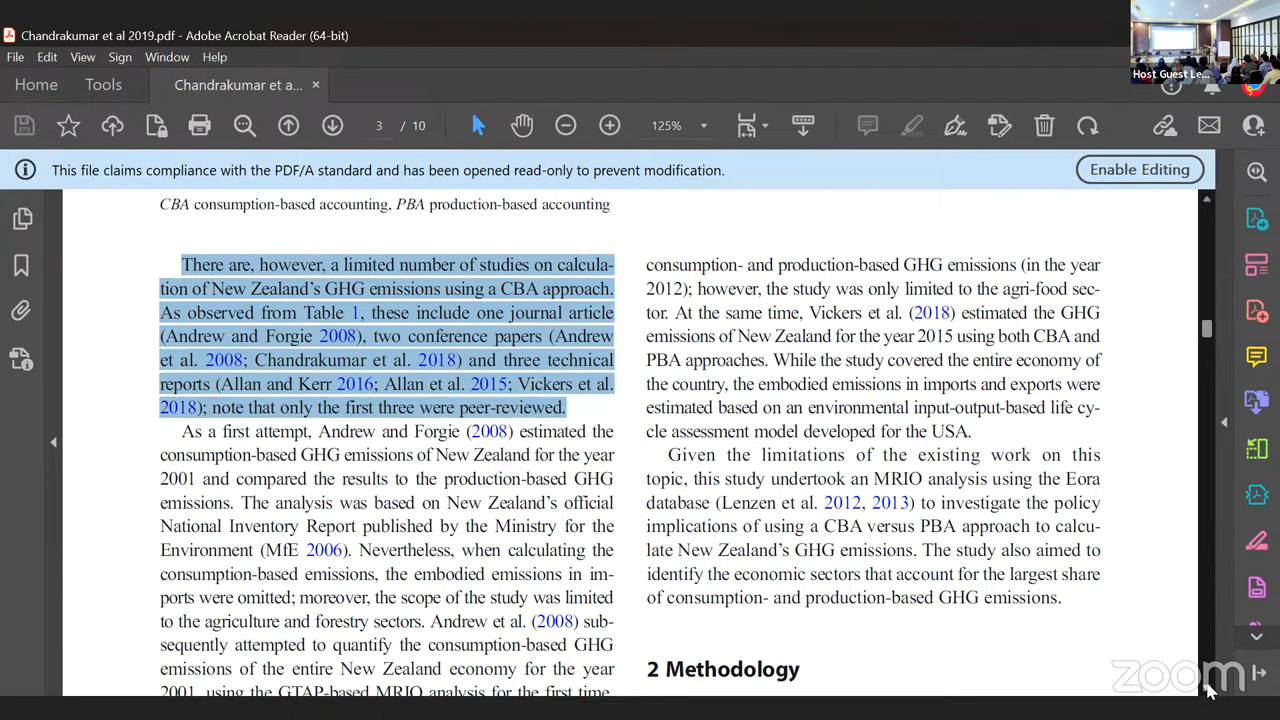 Chandrakumar et al 2019.pdf - Adobe Acrobat Reader (64-bit)
File Edit View Sign Window Help
Host Guest Le...
Home Tools Chandrakumar et a... ×
3 / 10 125%
This file claims compliance with the PDF/A standard and has been opened read-only to prevent modification.
Enable Editing
CBA consumption-based accounting, PBA production-based accounting
There are, however, a limited number of studies on calcula-
tion of New Zealand's GHG emissions using a CBA approach.
As observed from Table 1, these include one journal article
(Andrew and Forgie 2008), two conference papers (Andrew
et al. 2008; Chandrakumar et al. 2018) and three technical
reports (Allan and Kerr 2016; Allan et al. 2015; Vickers et al.
2018); note that only the first three were peer-reviewed.
As a first attempt, Andrew and Forgie (2008) estimated the
consumption-based GHG emissions of New Zealand for the year
2001 and compared the results to the production-based GHG
emissions. The analysis was based on New Zealand's official
National Inventory Report published by the Ministry for the
Environment (MfE 2006). Nevertheless, when calculating the
consumption-based emissions, the embodied emissions in im-
ports were omitted; moreover, the scope of the study was limited
to the agriculture and forestry sectors. Andrew et al. (2008) sub-
sequently attempted to quantify the consumption-based GHG
emissions of the entire New Zealand economy for the year
2001, using the GTAP-based MRIO analysis for the first time.
consumption- and production-based GHG emissions (in the year
2012); however, the study was only limited to the agri-food sec-
tor. At the same time, Vickers et al. (2018) estimated the GHG
emissions of New Zealand for the year 2015 using both CBA and
PBA approaches. While the study covered the entire economy of
the country, the embodied emissions in imports and exports were
estimated based on an environmental input-output-based life cy-
cle assessment model developed for the USA.
Given the limitations of the existing work on this
topic, this study undertook an MRIO analysis using the Eora
database (Lenzen et al. 2012, 2013) to investigate the policy
implications of using a CBA versus PBA approach to calcu-
late New Zealand's GHG emissions. The study also aimed to
identify the economic sectors that account for the largest share
of consumption- and production-based GHG emissions.
2 Methodology
zoom